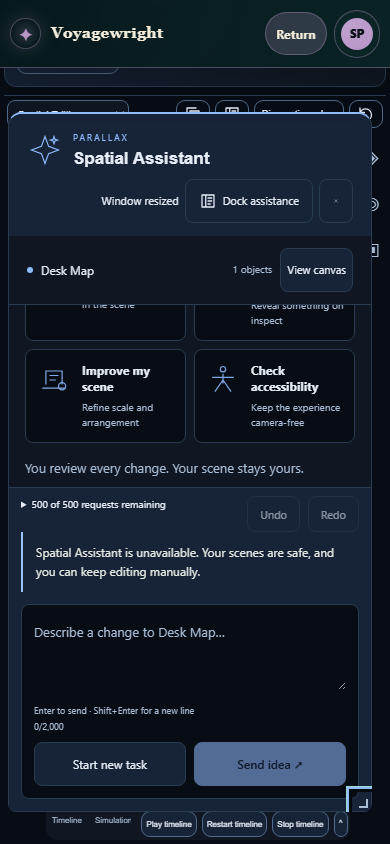 Voyagewright
Return
SP
PARALLAX
Spatial Assistant
Window resized
Dock assistance
Desk Map
1 objects
View canvas
in the scene
Reveal something on
inspect
Improve my
scene
Refine scale and
arrangement
Check
accessibility
Keep the experience
camera-free
You review every change. Your scene stays yours.
500 of 500 requests remaining
Undo
Redo
Spatial Assistant is unavailable. Your scenes are safe, and
you can keep editing manually.
Describe a change to Desk Map...
Enter to send · Shift+Enter for a new line
0/2,000
Start new task
Send idea ↗
Timeline
Simulation
Play timeline
Restart timeline
Stop timeline